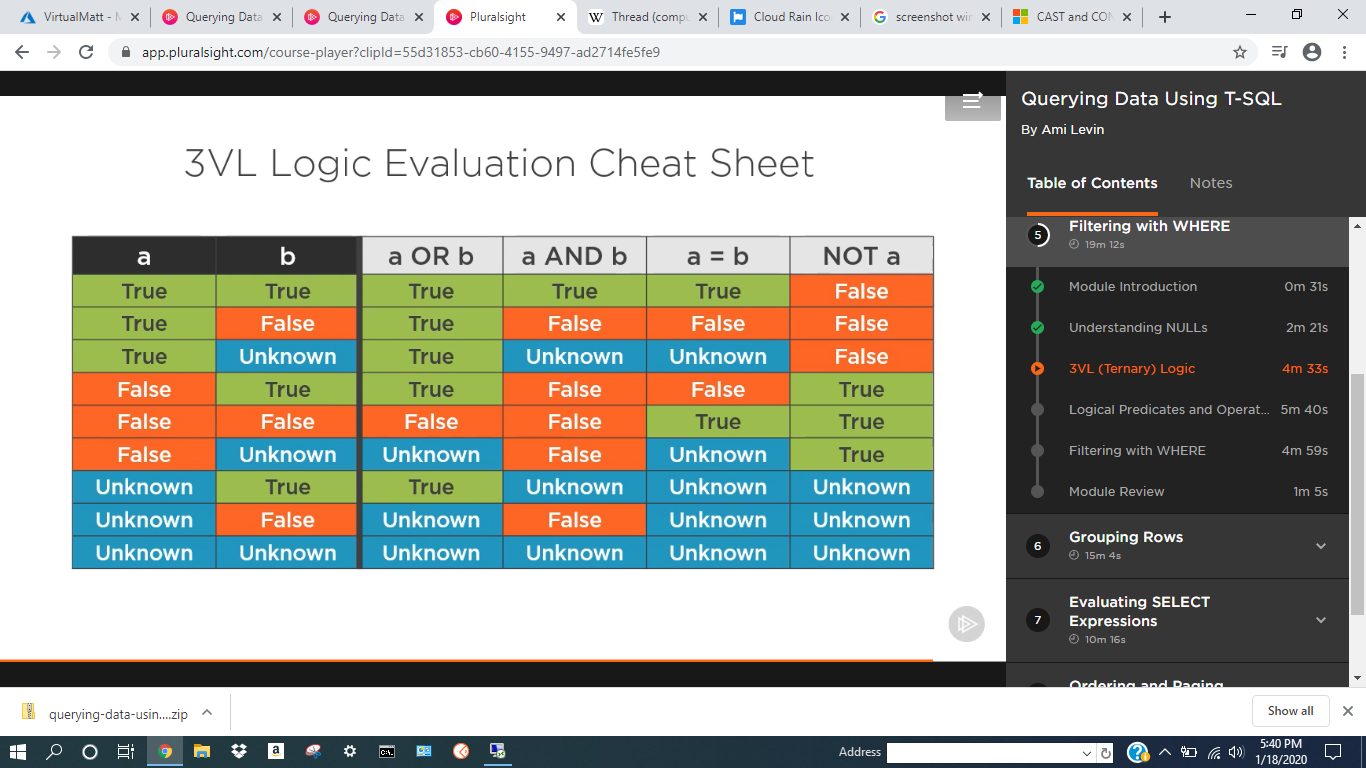 VirtualMatt - M
Querying Data
Querying Data
Pluralsight
Thread (compu
Cloud Rain Ico
screenshot win
CAST and CON
app.pluralsight.com/course-player?clipId=55d31853-cb60-4155-9497-ad2714fe5fe9
3VL Logic Evaluation Cheat Sheet
a b a OR b a AND b a = b NOT a
True True True True True False
True False True False False False
True Unknown True Unknown Unknown False
False True True False False True
False False False False True True
False Unknown Unknown False Unknown True
Unknown True True Unknown Unknown Unknown
Unknown False Unknown False Unknown Unknown
Unknown Unknown Unknown Unknown Unknown Unknown
Querying Data Using T-SQL
By Ami Levin
Table of Contents Notes
5 Filtering with WHERE
19m 12s
Module Introduction 0m 31s
Understanding NULLs 2m 21s
3VL (Ternary) Logic 4m 33s
Logical Predicates and Operat... 5m 40s
Filtering with WHERE 4m 59s
Module Review 1m 5s
6 Grouping Rows
15m 4s
7 Evaluating SELECT
Expressions
10m 16s
Ordering and Paging
querying-data-usin....zip
Show all
Address
5:40 PM
1/18/2020